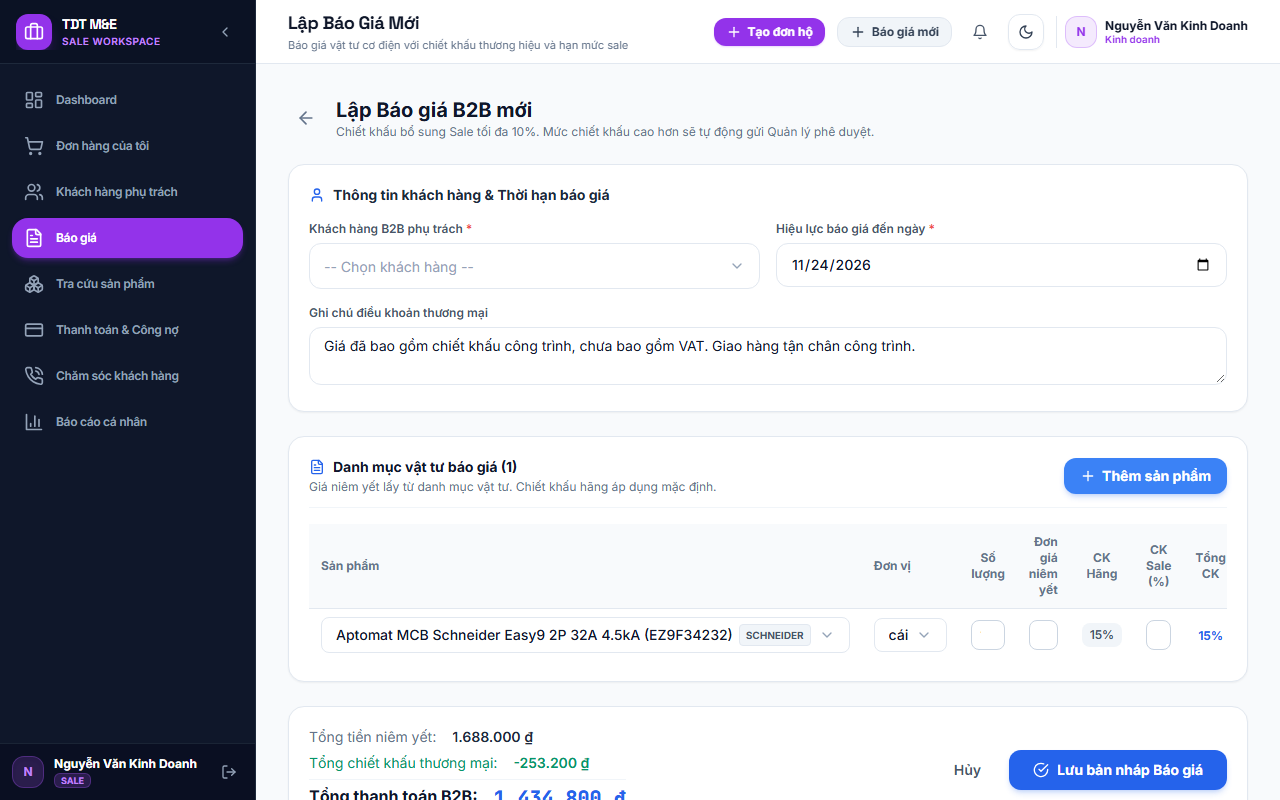 TDT M&E
SALE WORKSPACE
Dashboard
Đơn hàng của tôi
Khách hàng phụ trách
Báo giá
Tra cứu sản phẩm
Thanh toán & Công nợ
Chăm sóc khách hàng
Báo cáo cá nhân
N
Nguyễn Văn Kinh Doanh
SALE
Lập Báo Giá Mới
Báo giá vật tư cơ điện với chiết khấu thương hiệu và hạn mức sale
Tạo đơn hộ
Báo giá mới
N
Nguyễn Văn Kinh Doanh
Kinh doanh
Lập Báo giá B2B mới
Chiết khấu bổ sung Sale tối đa 10%. Mức chiết khấu cao hơn sẽ tự động gửi Quản lý phê duyệt.
Thông tin khách hàng & Thời hạn báo giá
Khách hàng B2B phụ trách *
-- Chọn khách hàng --
Hiệu lực báo giá đến ngày *
11/24/2026
Ghi chú điều khoản thương mại
Giá đã bao gồm chiết khấu công trình, chưa bao gồm VAT. Giao hàng tận chân công trình.
Danh mục vật tư báo giá (1)
Giá niêm yết lấy từ danh mục vật tư. Chiết khấu hãng áp dụng mặc định.
Thêm sản phẩm
Sản phẩm
Đơn vị
Số lượng
Đơn giá niêm yết
CK Hãng
CK Sale (%)
Tổng CK
Aptomat MCB Schneider Easy9 2P 32A 4.5kA (EZ9F34232) SCHNEIDER
cái
15%
15%
Tổng tiền niêm yết: 1.688.000 ₫
Tổng chiết khấu thương mại: -253.200 ₫
Tổng thanh toán B2B: 1.434.800 ₫
Hủy
Lưu bản nháp Báo giá